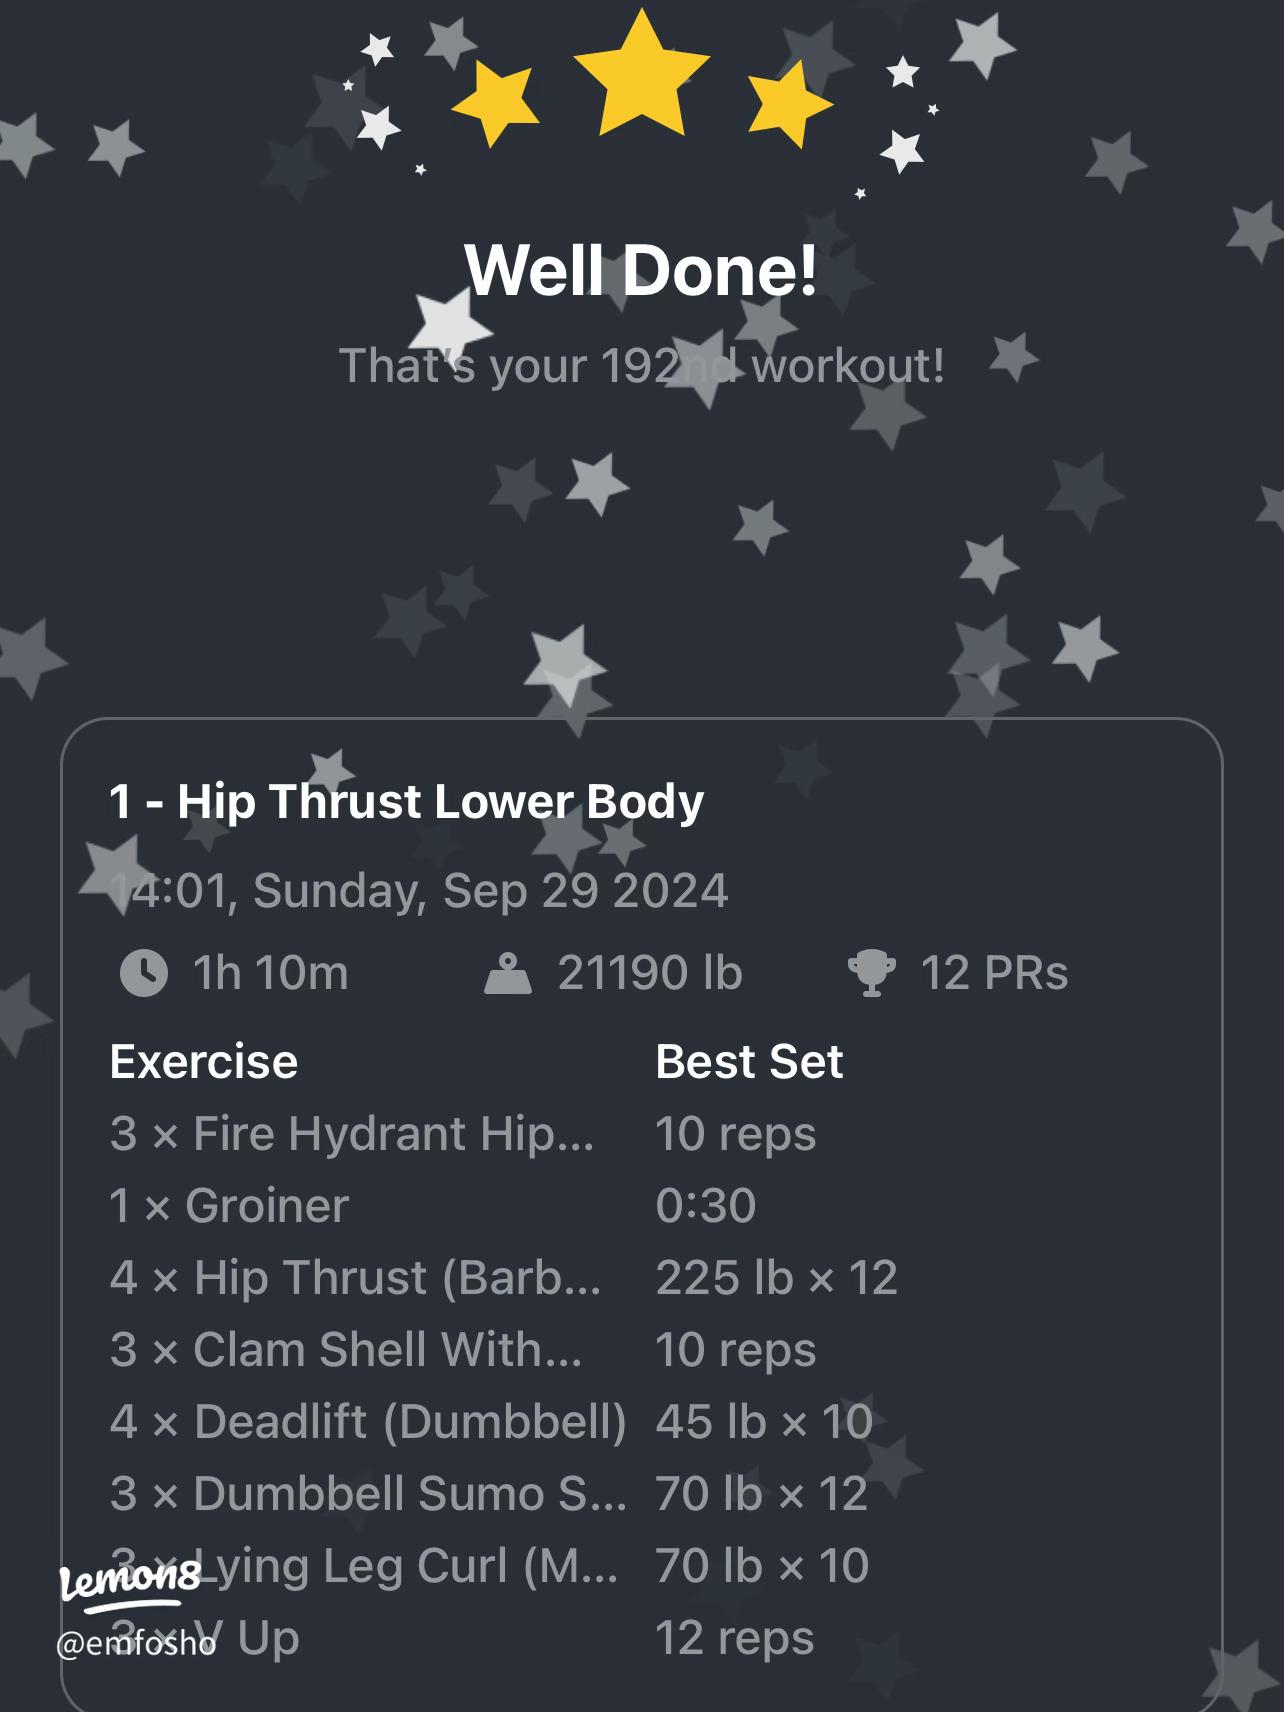 Well Done!
That's your 192nd workout!
1 - Hip Thrust Lower Body
14:01, Sunday, Sep 29 2024
1h 10m 21190 lb 12 PRs
Exercise Best Set
3 × Fire Hydrant Hip... 10 reps
1 × Groiner 0:30
4 × Hip Thrust (Barb... 225 lb × 12
3 × Clam Shell With... 10 reps
4 × Deadlift (Dumbbell) 45 lb × 10
3 × Dumbbell Sumo S... 70 lb × 12
3 × Lying Leg Curl (M... 70 lb × 10
3 × V Up 12 reps
Lemon8
@emfosho